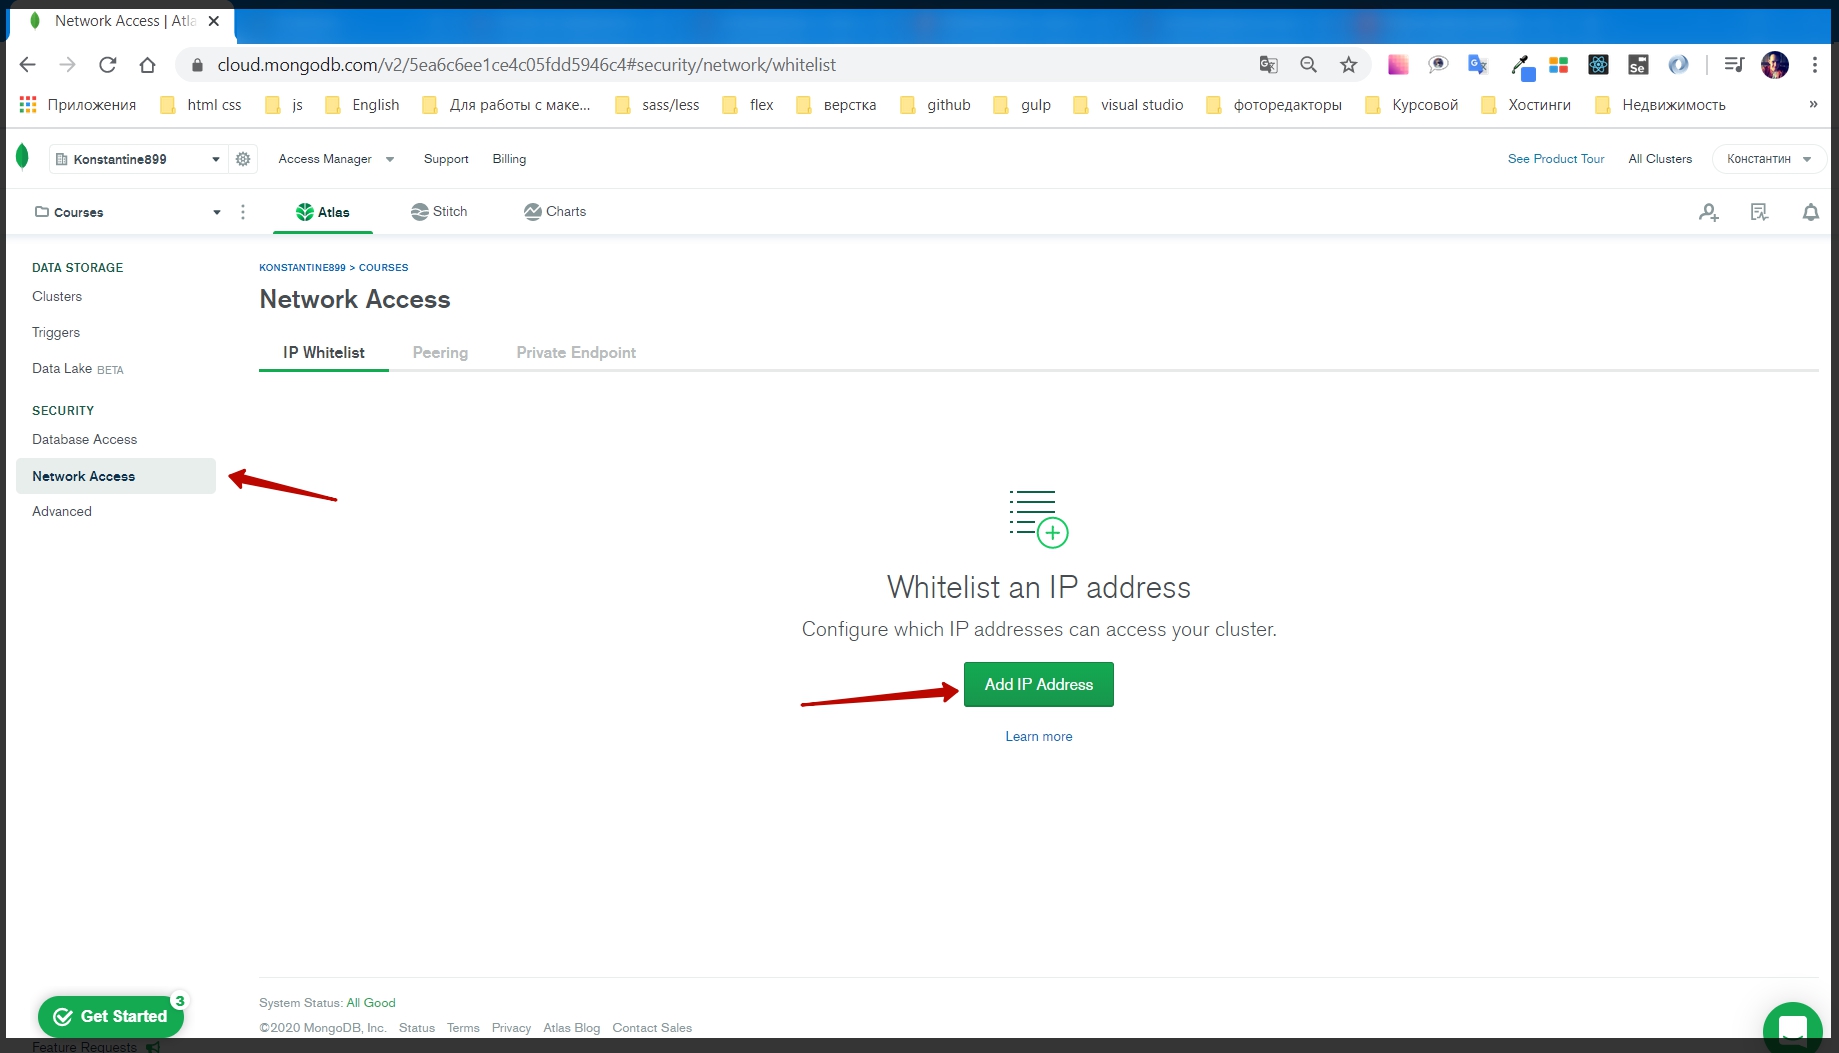 Network Access | Atla
cloud.mongodb.com/v2/5ea6c6ee1ce4c05fdd5946c4#security/network/whitelist
Приложения html css js English Для работы с маке... sass/less flex верстка github gulp visual studio фоторедакторы Курсовой Хостинги Недвижимость »
Konstantine899 Access Manager Support Billing See Product Tour All Clusters Константин
Courses Atlas Stitch Charts
DATA STORAGE
Clusters
Triggers
Data Lake BETA
SECURITY
Database Access
Network Access
Advanced
KONSTANTINE899 > COURSES
Network Access
IP Whitelist Peering Private Endpoint
Whitelist an IP address
Configure which IP addresses can access your cluster.
Add IP Address
Learn more
System Status: All Good
©2020 MongoDB, Inc. Status Terms Privacy Atlas Blog Contact Sales
Get Started 3
Feature Requests